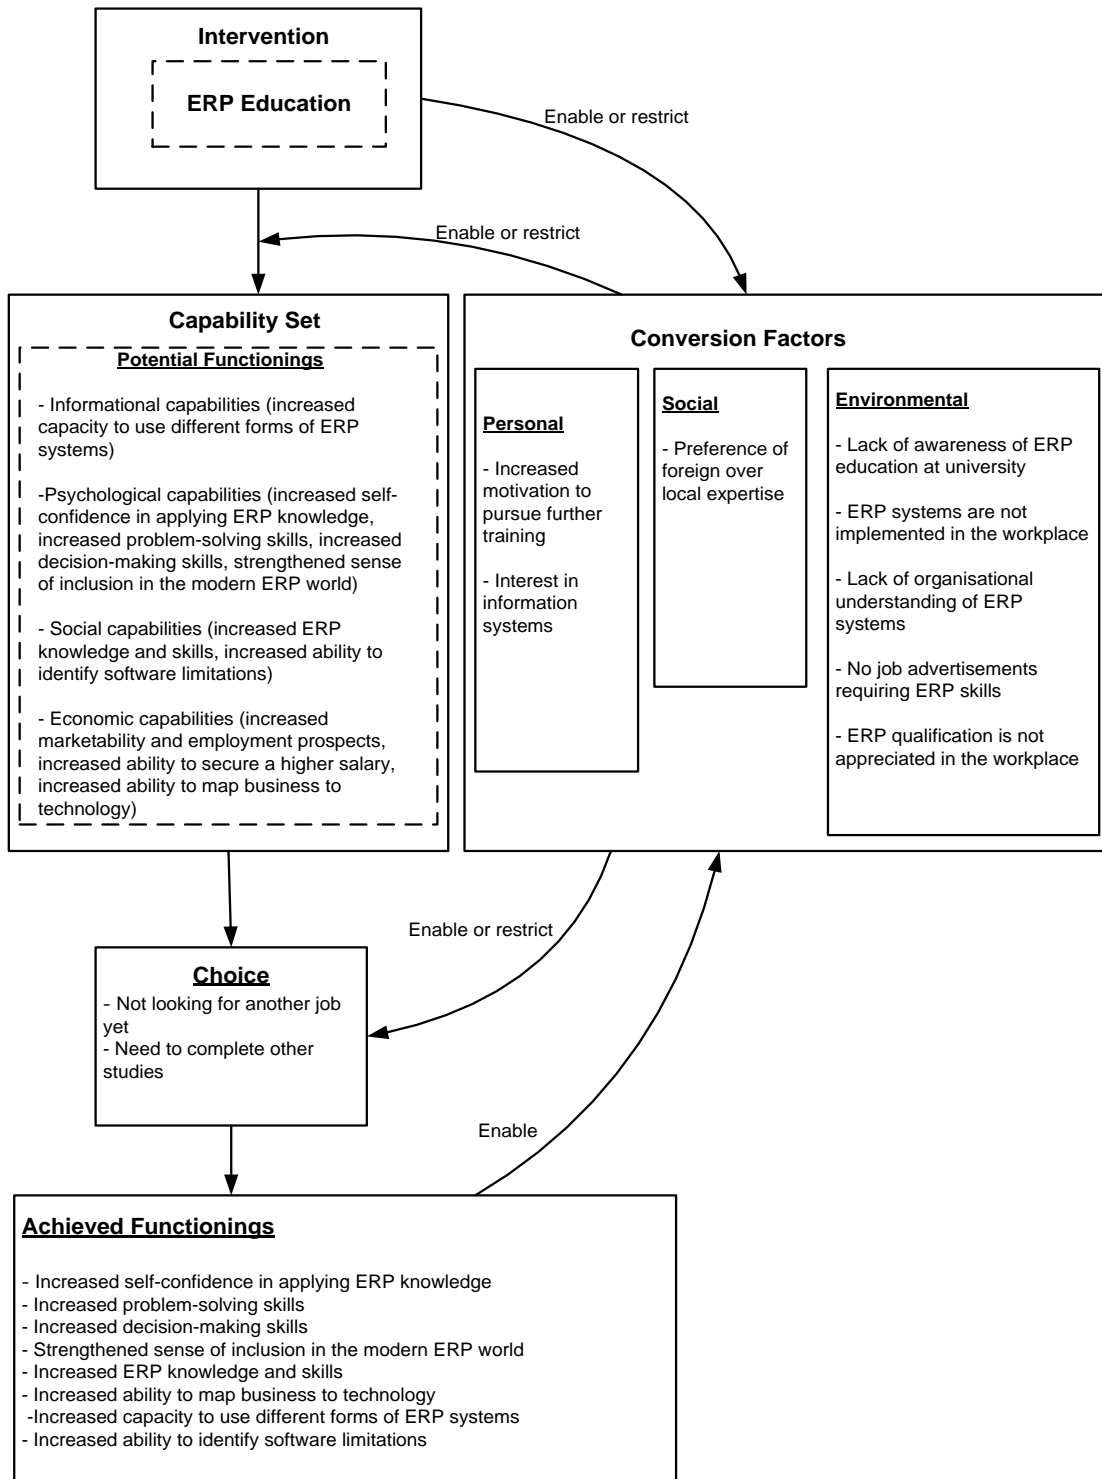 Intervention
ERP Education
Enable or restrict
Enable or restrict
Capability Set
Potential Functionings
- Informational capabilities (increased
capacity to use different forms of ERP
systems)
-Psychological capabilities (increased self-
confidence in applying ERP knowledge,
increased problem-solving skills, increased
decision-making skills, strengthened sense
of inclusion in the modern ERP world)
- Social capabilities (increased ERP
knowledge and skills, increased ability to
identify software limitations)
- Economic capabilities (increased
marketability and employment prospects,
increased ability to secure a higher salary,
increased ability to map business to
technology)
Conversion Factors
Personal
- Increased
motivation to
pursue further
training
- Interest in
information
systems
Social
- Preference of
foreign over
local expertise
Environmental
- Lack of awareness of ERP
education at university
- ERP systems are not
implemented in the workplace
- Lack of organisational
understanding of ERP
systems
- No job advertisements
requiring ERP skills
- ERP qualification is not
appreciated in the workplace
Enable or restrict
Choice
- Not looking for another job
yet
- Need to complete other
studies
Enable
Achieved Functionings
- Increased self-confidence in applying ERP knowledge
- Increased problem-solving skills
- Increased decision-making skills
- Strengthened sense of inclusion in the modern ERP world
- Increased ERP knowledge and skills
- Increased ability to map business to technology
-Increased capacity to use different forms of ERP systems
- Increased ability to identify software limitations